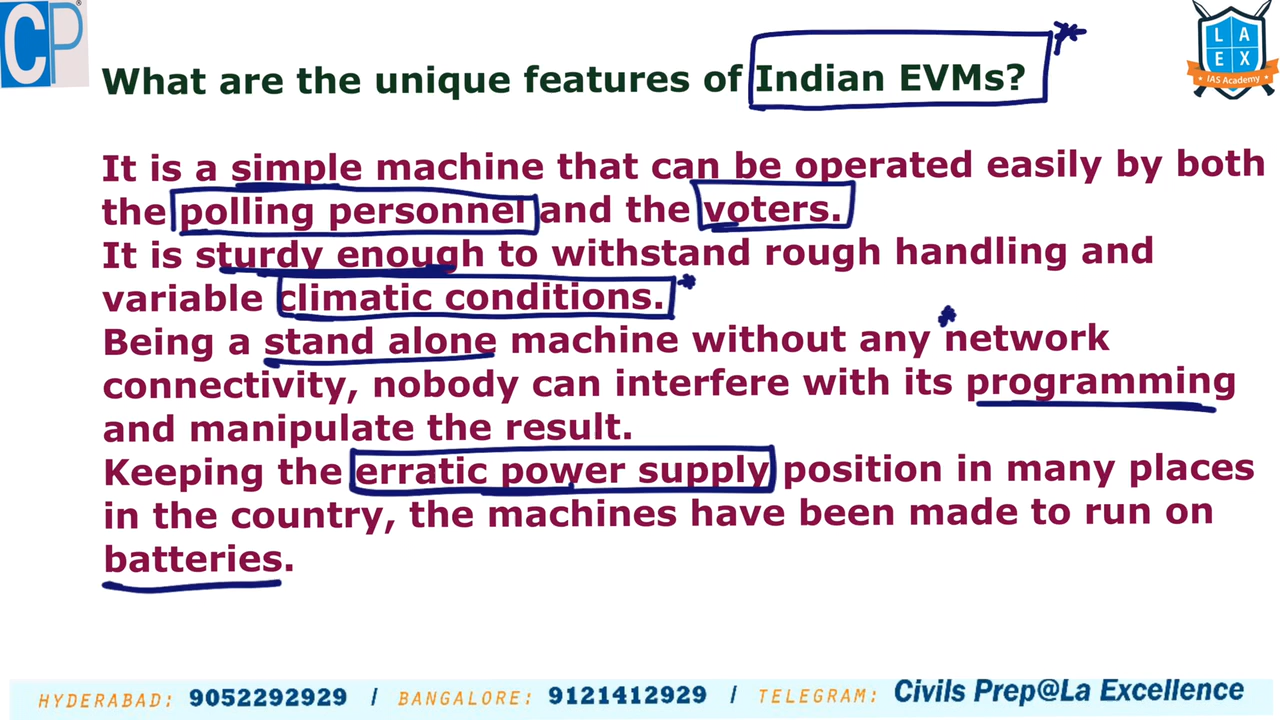 CP
LAEX
IAS Academy
What are the unique features of Indian EVMs?
It is a simple machine that can be operated easily by both
the polling personnel and the voters.
It is sturdy enough to withstand rough handling and
variable climatic conditions.
Being a stand alone machine without any network
connectivity, nobody can interfere with its programming
and manipulate the result.
Keeping the erratic power supply position in many places
in the country, the machines have been made to run on
batteries.
HYDERABAD: 9052292929 / BANGALORE: 9121412929 / TELEGRAM: Civils Prep@La Excellence